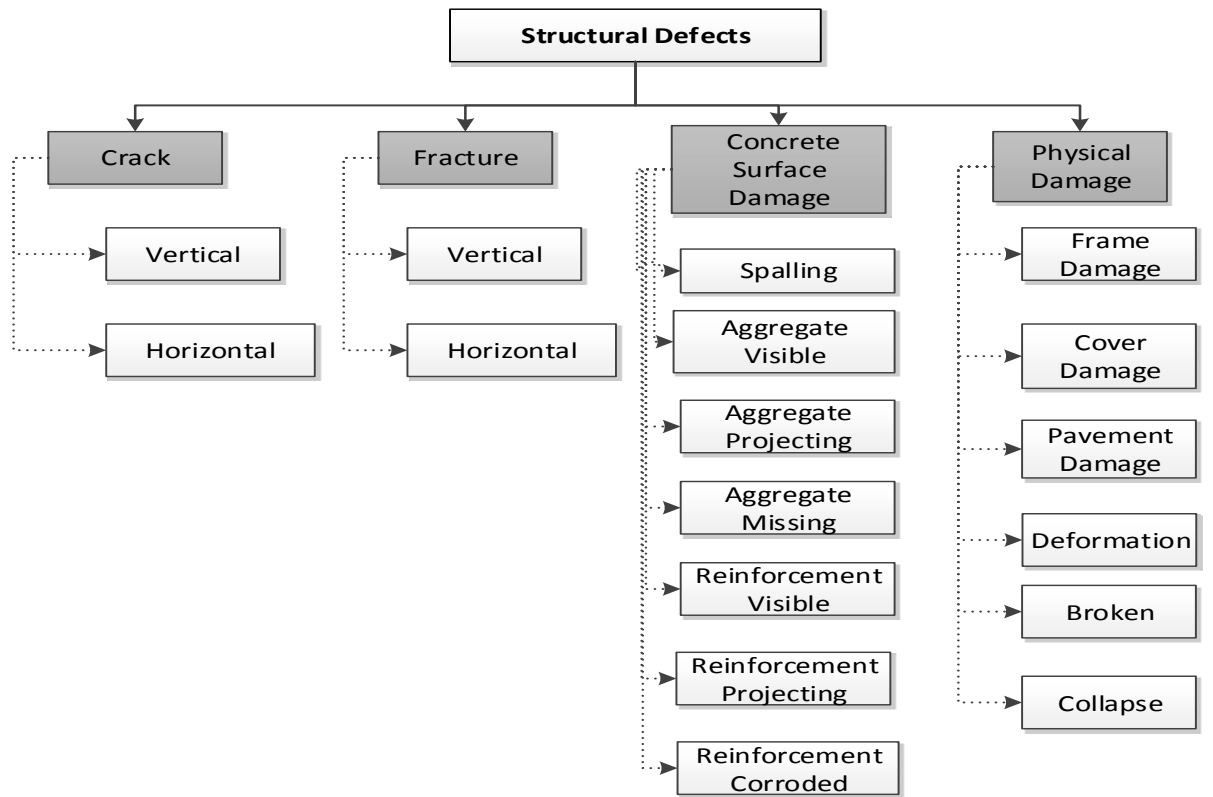 Structural Defects
Crack
Vertical
Horizontal
Fracture
Vertical
Horizontal
Concrete
Surface
Damage
Spalling
Aggregate
Visible
Aggregate
Projecting
Aggregate
Missing
Reinforcement
Visible
Reinforcement
Projecting
Reinforcement
Corroded
Physical
Damage
Frame
Damage
Cover
Damage
Pavement
Damage
Deformation
Broken
Collapse